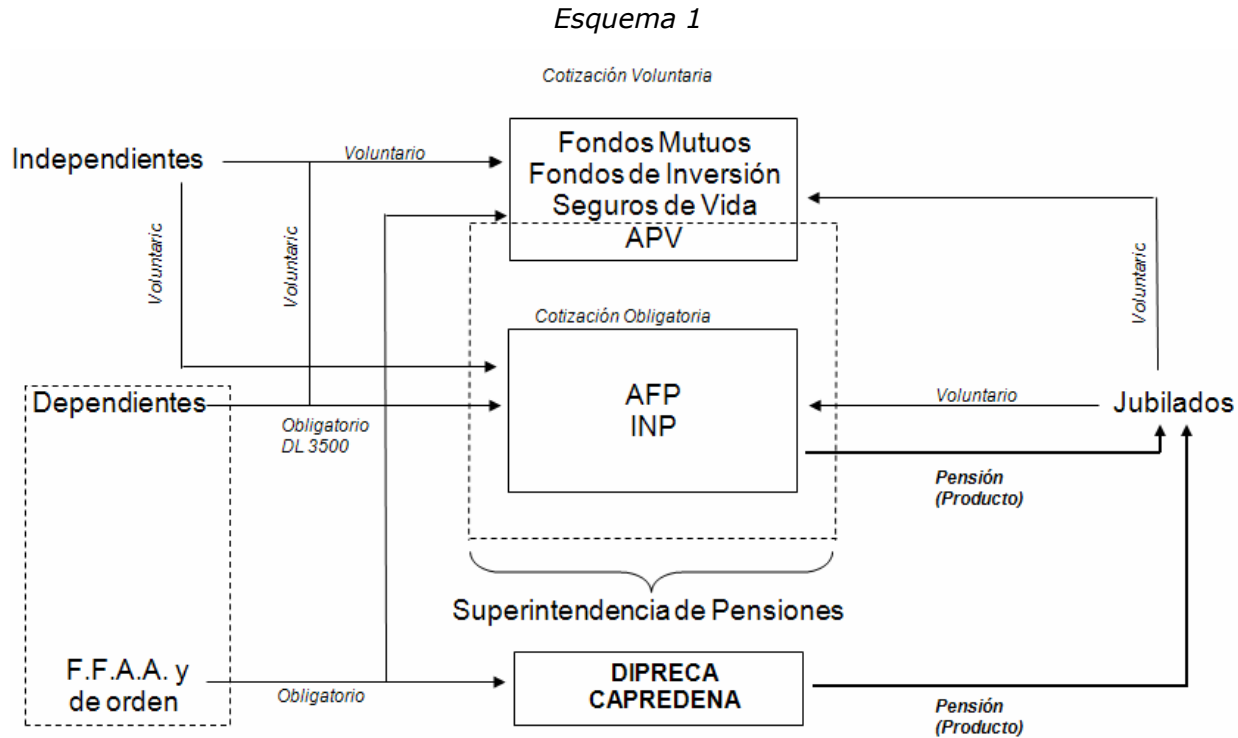 Esquema 1
Cotización Voluntaria
Independientes
Voluntario
Fondos Mutuos
Fondos de Inversión
Seguros de Vida
APV
Voluntaric
Voluntaric
Voluntaric
Cotización Obligatoria
Dependientes
Obligatorio
DL 3500
AFP
INP
Voluntario
Jubilados
Pensión
(Producto)
Superintendencia de Pensiones
F.F.A.A. y
de orden
Obligatorio
DIPRECA
CAPREDENA
Pensión
(Producto)